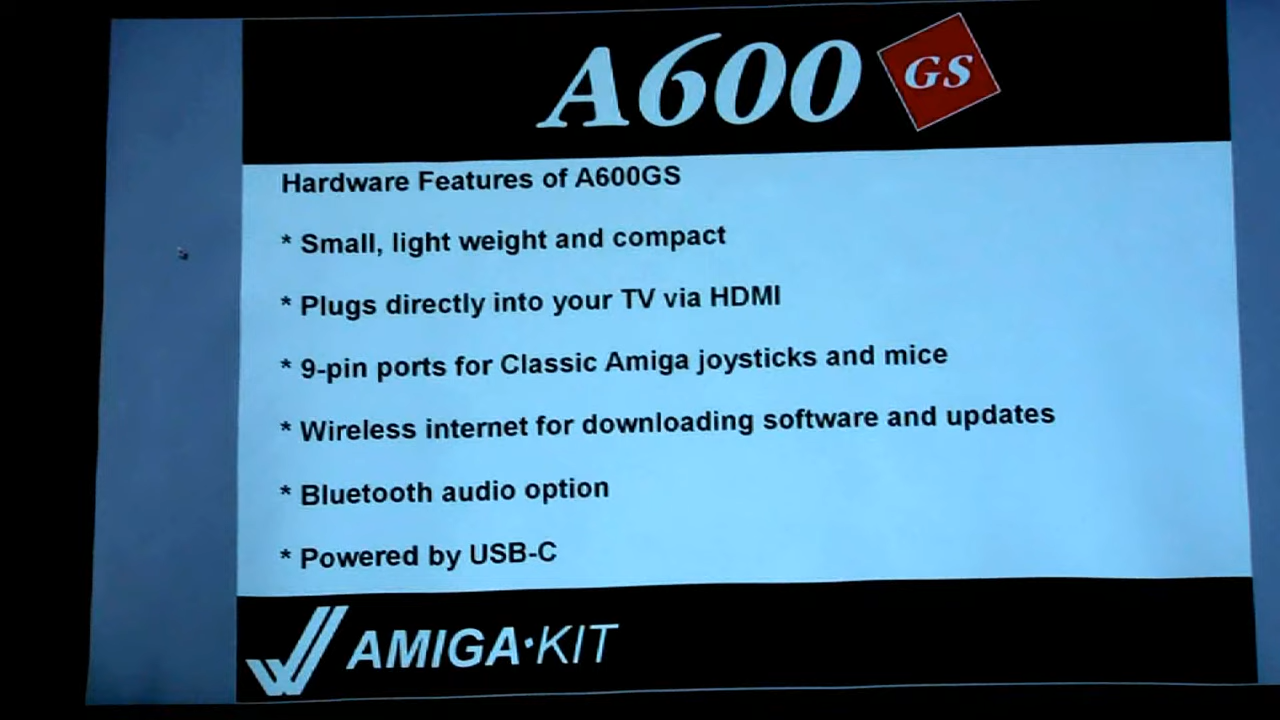 A600 GS
Hardware Features of A600GS
* Small, light weight and compact
* Plugs directly into your TV via HDMI
* 9-pin ports for Classic Amiga joysticks and mice
* Wireless internet for downloading software and updates
* Bluetooth audio option
* Powered by USB-C
AMIGA·KIT